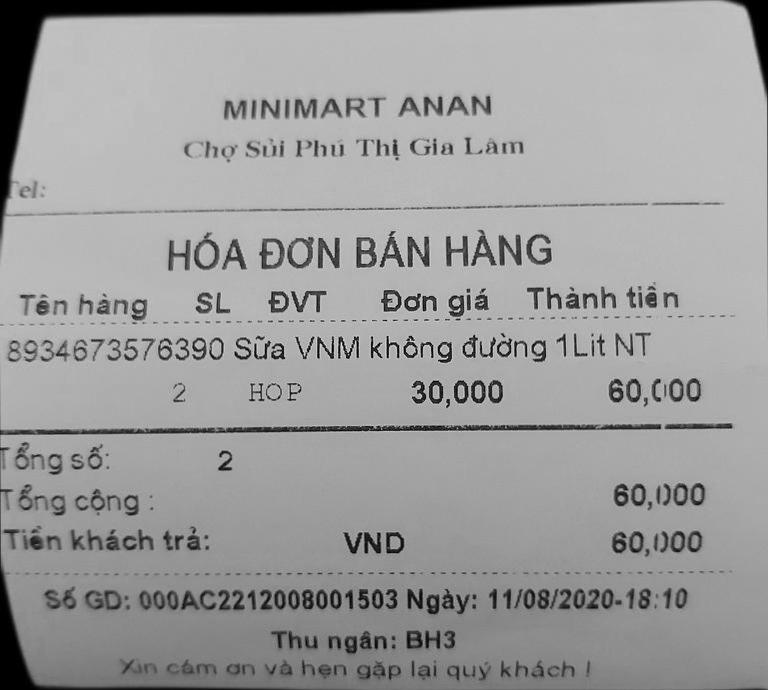 MINIMART ANAN
Chợ Sủi Phú Thị Gia Lâm
Tel:
HÓA ĐƠN BÁN HÀNG
Tên hàng SL ĐVT Đơn giá Thành tiền
8934673576390 Sữa VNM không đường 1Lit NT
2 HOP 30,000 60,000
Tổng số: 2
Tổng cộng : 60,000
Tiền khách trả: VND 60,000
Số GD: 000AC2212008001503 Ngày: 11/08/2020-18:10
Thu ngân: BH3
Xin cám ơn và hẹn gặp lại quý khách !